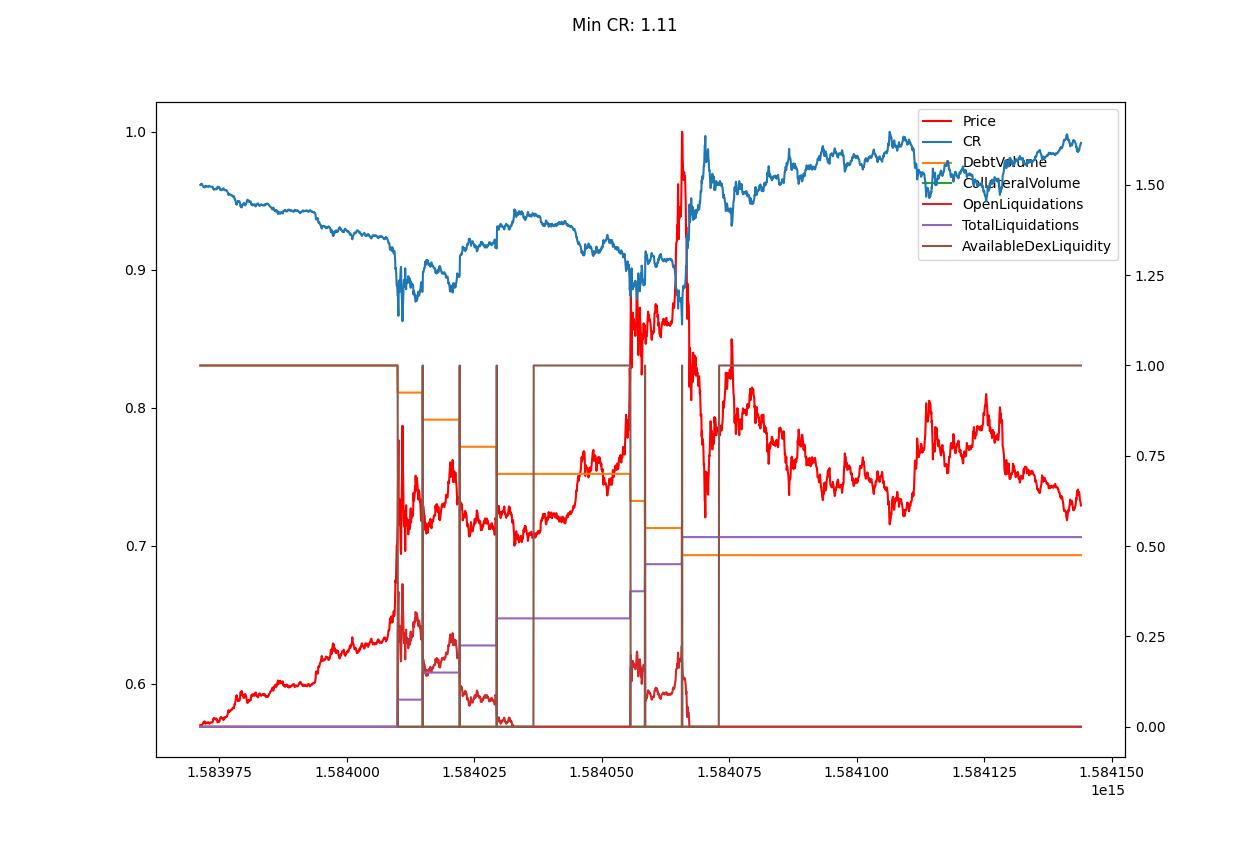 Min CR: 1.11
1.0
0.9
0.8
0.7
0.6
Price
CR
DebtVolume
CollateralVolume
OpenLiquidations
TotalLiquidations
AvailableDexLiquidity
1.50
1.25
1.00
0.75
0.50
0.25
0.00
1.583975 1.584000 1.584025 1.584050 1.584075 1.584100 1.584125 1.584150
1e15